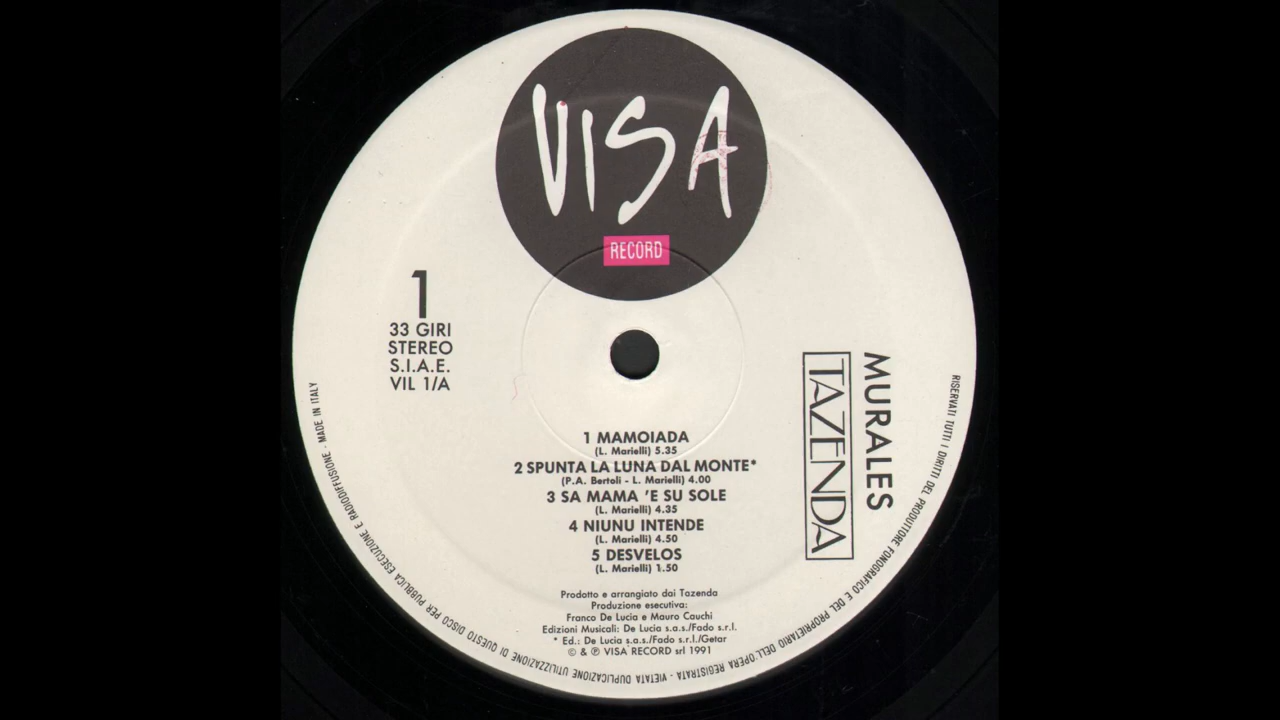 VISA
RECORD
1
33 GIRI
STEREO
S.I.A.E.
VIL 1/A
MURALES
TAZENDA
1 MAMOIADA
(L. Marielli) 5.35
2 SPUNTA LA LUNA DAL MONTE*
(P.A. Bertoli - L. Marielli) 4.00
3 SA MAMA 'E SU SOLE
(L. Marielli) 4.35
4 NIUNU INTENDE
(L. Marielli) 4.50
5 DESVELOS
(L. Marielli) 1.50
Prodotto e arrangiato dai Tazenda
Produzione esecutiva:
Franco De Lucia e Mauro Cauchi
Edizioni Musicali: De Lucia s.a.s./Fado s.r.l.
* Ed.: De Lucia s.a.s./Fado s.r.l./Getar
© & ℗ VISA RECORD srl 1991
RISERVATI TUTTI I DIRITTI DEL PRODUTTORE FONOGRAFICO E DEL PROPRIETARIO DELL'OPERA REGISTRATA - VIETATA DUPLICAZIONE UTILIZZAZIONE DI QUESTO DISCO PER PUBBLICA ESECUZIONE E RADIODIFFUSIONE - MADE IN ITALY